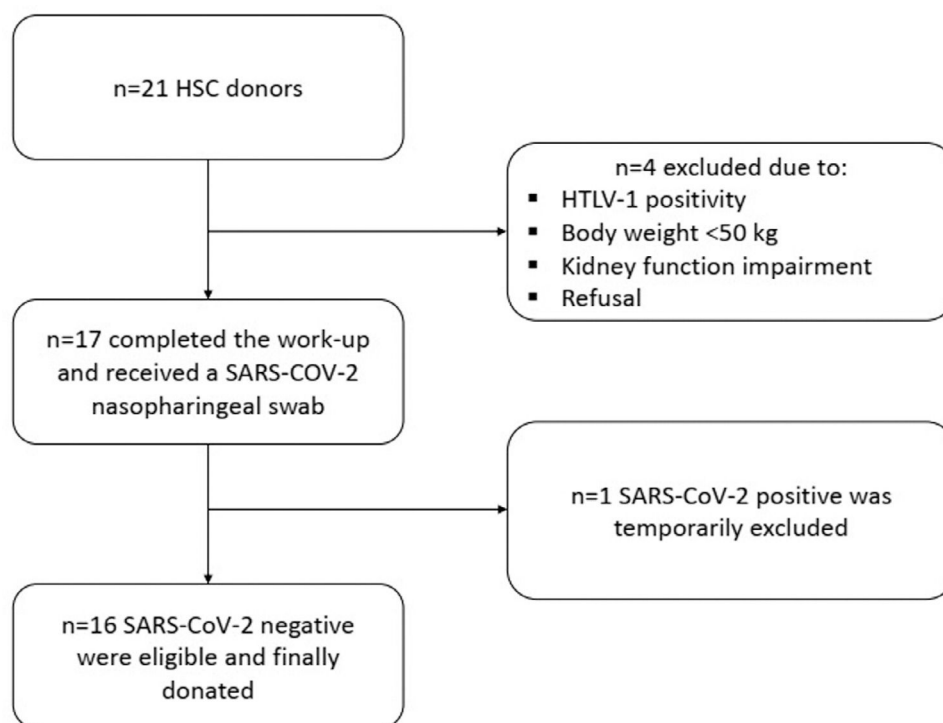 n=21 HSC donors
n=4 excluded due to:
▪ HTLV-1 positivity
▪ Body weight <50 kg
▪ Kidney function impairment
▪ Refusal
n=17 completed the work-up
and received a SARS-COV-2
nasopharingeal swab
n=1 SARS-CoV-2 positive was
temporarily excluded
n=16 SARS-CoV-2 negative
were eligible and finally
donated